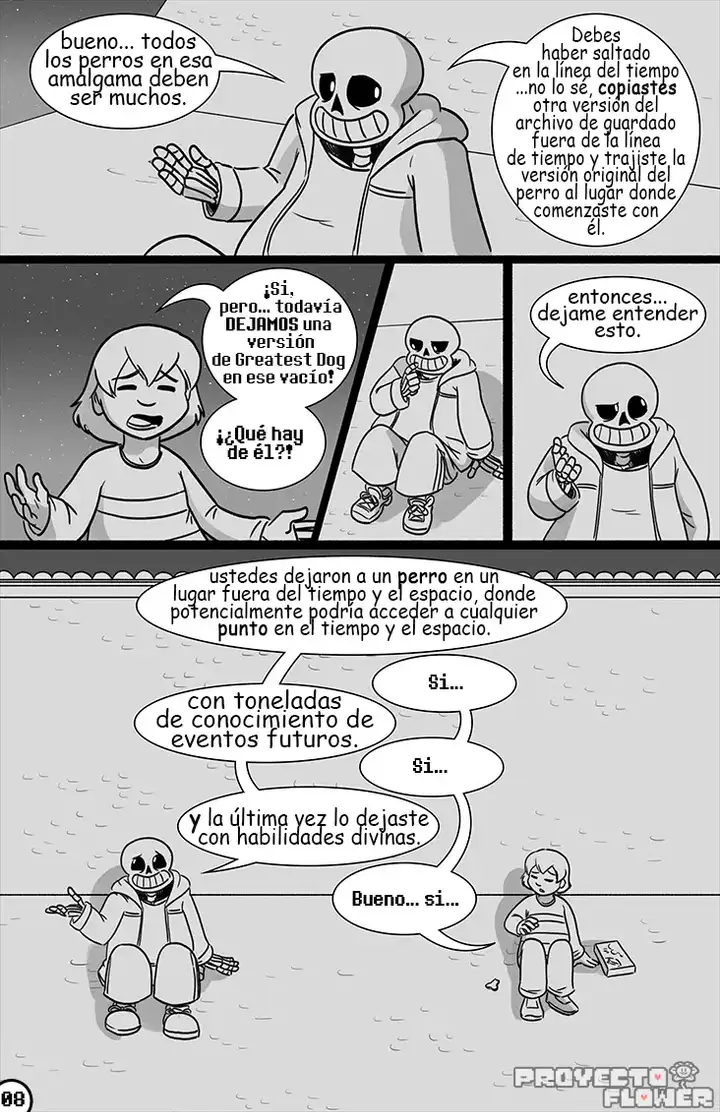 bueno... todos
los perros en esa
amalgama deben
ser muchos.
Debes
haber saltado
en la línea del tiempo
...no lo sé, copiastes
otra versión del
archivo de guardado
fuera de la línea
de tiempo y trajiste la
versión original del
perro al lugar donde
comenzaste con
él.
¡Si,
pero... todavía
DEJAMOS una
versión
de Greatest Dog
en ese vacío!
¡¿Qué hay
de él?!
entonces...
dejame entender
esto.
ustedes dejaron a un perro en un
lugar fuera del tiempo y el espacio, donde
potencialmente podría acceder a cualquier
punto en el tiempo y el espacio.
Si...
con toneladas
de conocimiento de
eventos futuros.
Si...
y la última vez lo dejaste
con habilidades divinas.
Bueno... si...
08
PROYECTO
FLOWER